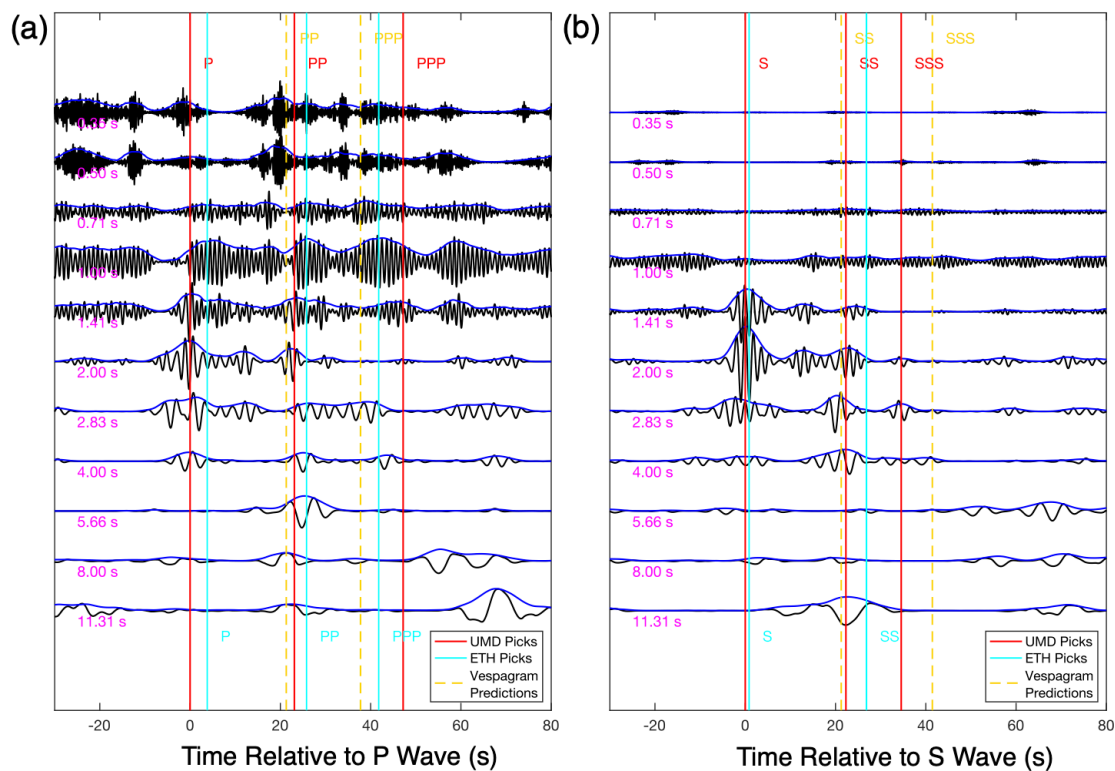 (a)
PP PPP
P PP PPP
0.35 s
0.50 s
0.71 s
1.00 s
1.41 s
2.00 s
2.83 s
4.00 s
5.66 s
8.00 s
11.31 s
P PP PPP
UMD Picks
ETH Picks
Vespagram
Predictions
-20 0 20 40 60 80
Time Relative to P Wave (s)
(b)
SS SSS
S SS SSS
0.35 s
0.50 s
0.71 s
1.00 s
1.41 s
2.00 s
2.83 s
4.00 s
5.66 s
8.00 s
11.31 s
S SS
UMD Picks
ETH Picks
Vespagram
Predictions
-20 0 20 40 60 80
Time Relative to S Wave (s)